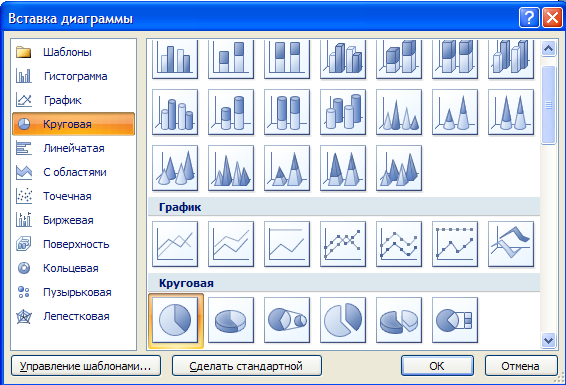 Вставка диаграммы
Шаблоны
Гистограмма
График
Круговая
Линейчатая
С областями
Точечная
Биржевая
Поверхность
Кольцевая
Пузырьковая
Лепестковая
График
Круговая
Управление шаблонами...
Сделать стандартной
ОК
Отмена